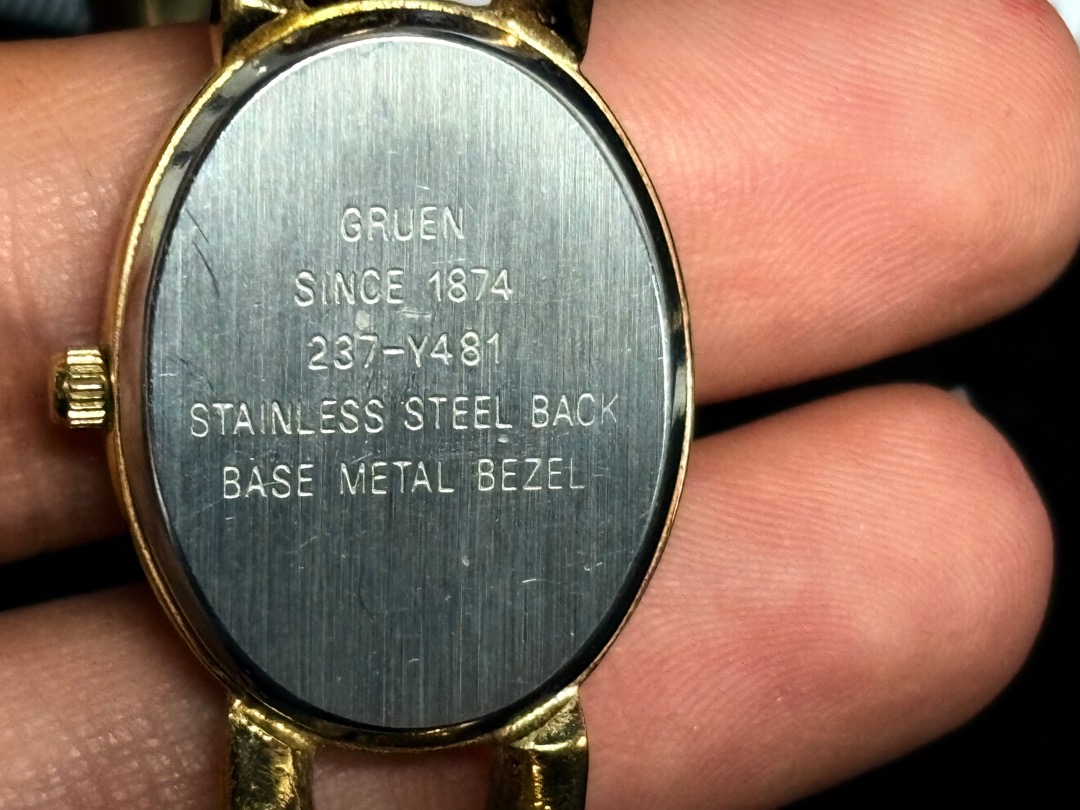 GRUEN
SINCE 1874
237-Y481
STAINLESS STEEL BACK
BASE METAL BEZEL